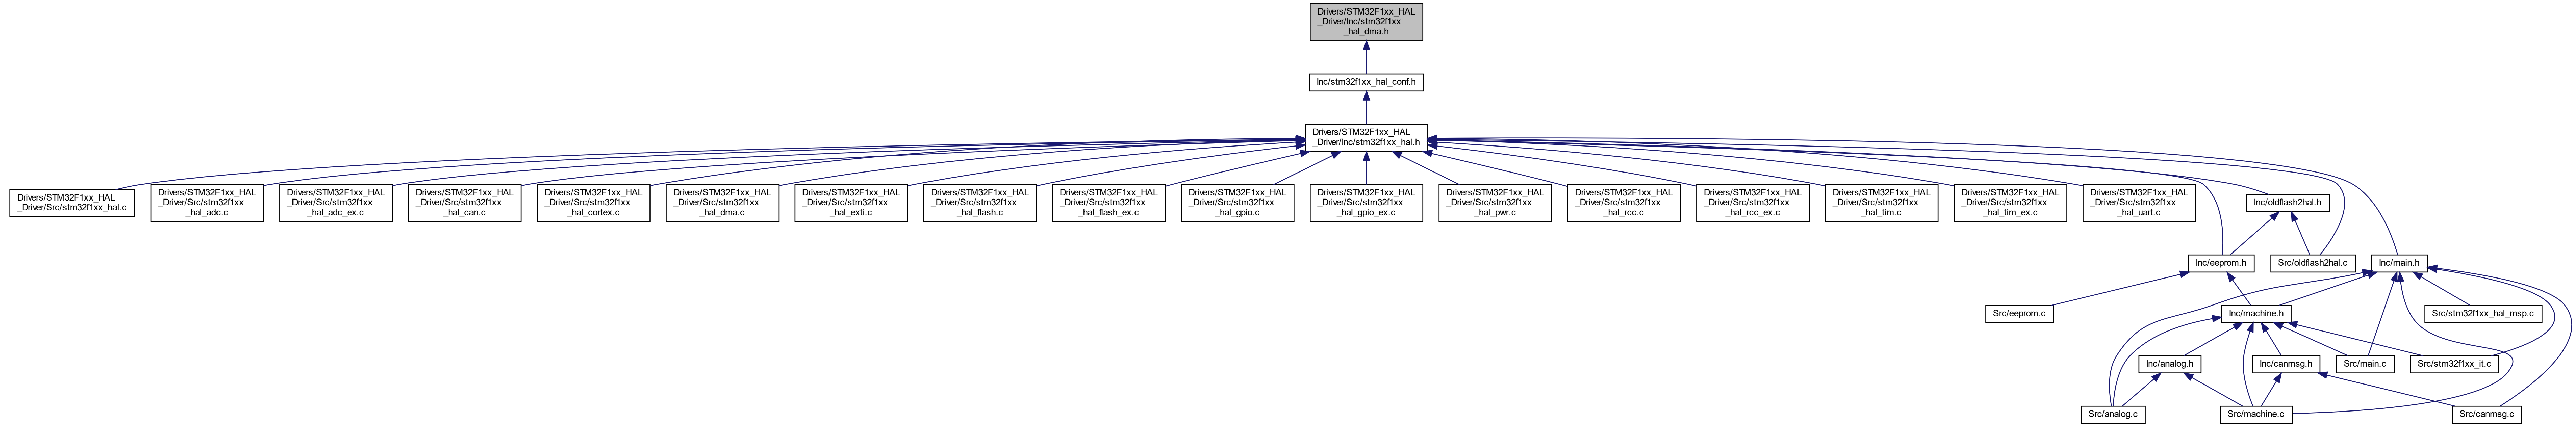 Drivers/STM32F1xx_HAL
_Driver/Inc/stm32f1xx
_hal_dma.h
Inc/stm32f1xx_hal_conf.h
Drivers/STM32F1xx_HAL
_Driver/Inc/stm32f1xx_hal.h
Drivers/STM32F1xx_HAL
_Driver/Src/stm32f1xx_hal.c
Drivers/STM32F1xx_HAL
_Driver/Src/stm32f1xx
_hal_adc.c
Drivers/STM32F1xx_HAL
_Driver/Src/stm32f1xx
_hal_adc_ex.c
Drivers/STM32F1xx_HAL
_Driver/Src/stm32f1xx
_hal_can.c
Drivers/STM32F1xx_HAL
_Driver/Src/stm32f1xx
_hal_cortex.c
Drivers/STM32F1xx_HAL
_Driver/Src/stm32f1xx
_hal_dma.c
Drivers/STM32F1xx_HAL
_Driver/Src/stm32f1xx
_hal_exti.c
Drivers/STM32F1xx_HAL
_Driver/Src/stm32f1xx
_hal_flash.c
Drivers/STM32F1xx_HAL
_Driver/Src/stm32f1xx
_hal_flash_ex.c
Drivers/STM32F1xx_HAL
_Driver/Src/stm32f1xx
_hal_gpio.c
Drivers/STM32F1xx_HAL
_Driver/Src/stm32f1xx
_hal_gpio_ex.c
Drivers/STM32F1xx_HAL
_Driver/Src/stm32f1xx
_hal_pwr.c
Drivers/STM32F1xx_HAL
_Driver/Src/stm32f1xx
_hal_rcc.c
Drivers/STM32F1xx_HAL
_Driver/Src/stm32f1xx
_hal_rcc_ex.c
Drivers/STM32F1xx_HAL
_Driver/Src/stm32f1xx
_hal_tim.c
Drivers/STM32F1xx_HAL
_Driver/Src/stm32f1xx
_hal_tim_ex.c
Drivers/STM32F1xx_HAL
_Driver/Src/stm32f1xx
_hal_uart.c
Inc/oldflash2hal.h
Inc/eeprom.h
Src/oldflash2hal.c
Inc/main.h
Src/eeprom.c
Inc/machine.h
Src/stm32f1xx_hal_msp.c
Inc/analog.h
Inc/canmsg.h
Src/main.c
Src/stm32f1xx_it.c
Src/analog.c
Src/machine.c
Src/canmsg.c